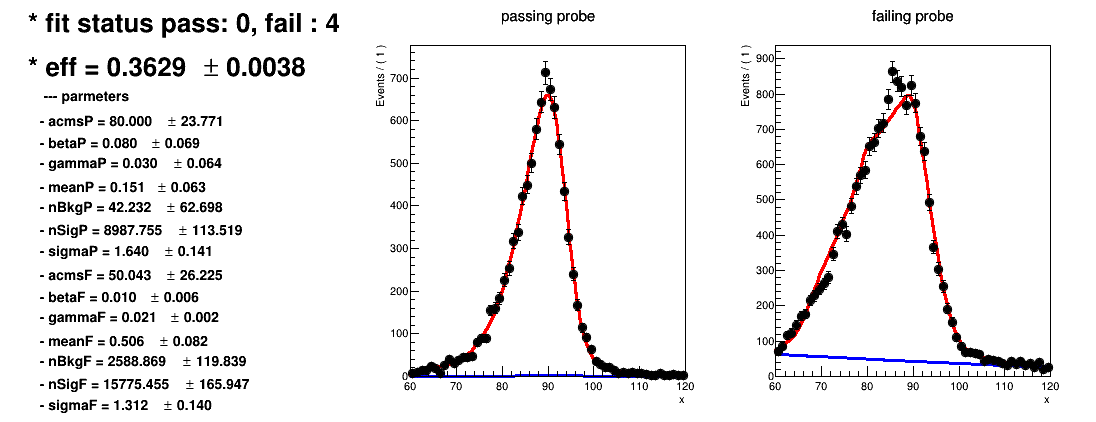 * fit status pass: 0, fail : 4
* eff = 0.3629 ± 0.0038
--- parmeters
- acmsP = 80.000 ± 23.771
- betaP = 0.080 ± 0.069
- gammaP = 0.030 ± 0.064
- meanP = 0.151 ± 0.063
- nBkgP = 42.232 ± 62.698
- nSigP = 8987.755 ± 113.519
- sigmaP = 1.640 ± 0.141
- acmsF = 50.043 ± 26.225
- betaF = 0.010 ± 0.006
- gammaF = 0.021 ± 0.002
- meanF = 0.506 ± 0.082
- nBkgF = 2588.869 ± 119.839
- nSigF = 15775.455 ± 165.947
- sigmaF = 1.312 ± 0.140
passing probe
Events / ( 1 )
700
600
500
400
300
200
100
0
60 70 80 90 100 110 120
x
failing probe
Events / ( 1 )
900
800
700
600
500
400
300
200
100
0
60 70 80 90 100 110 120
x